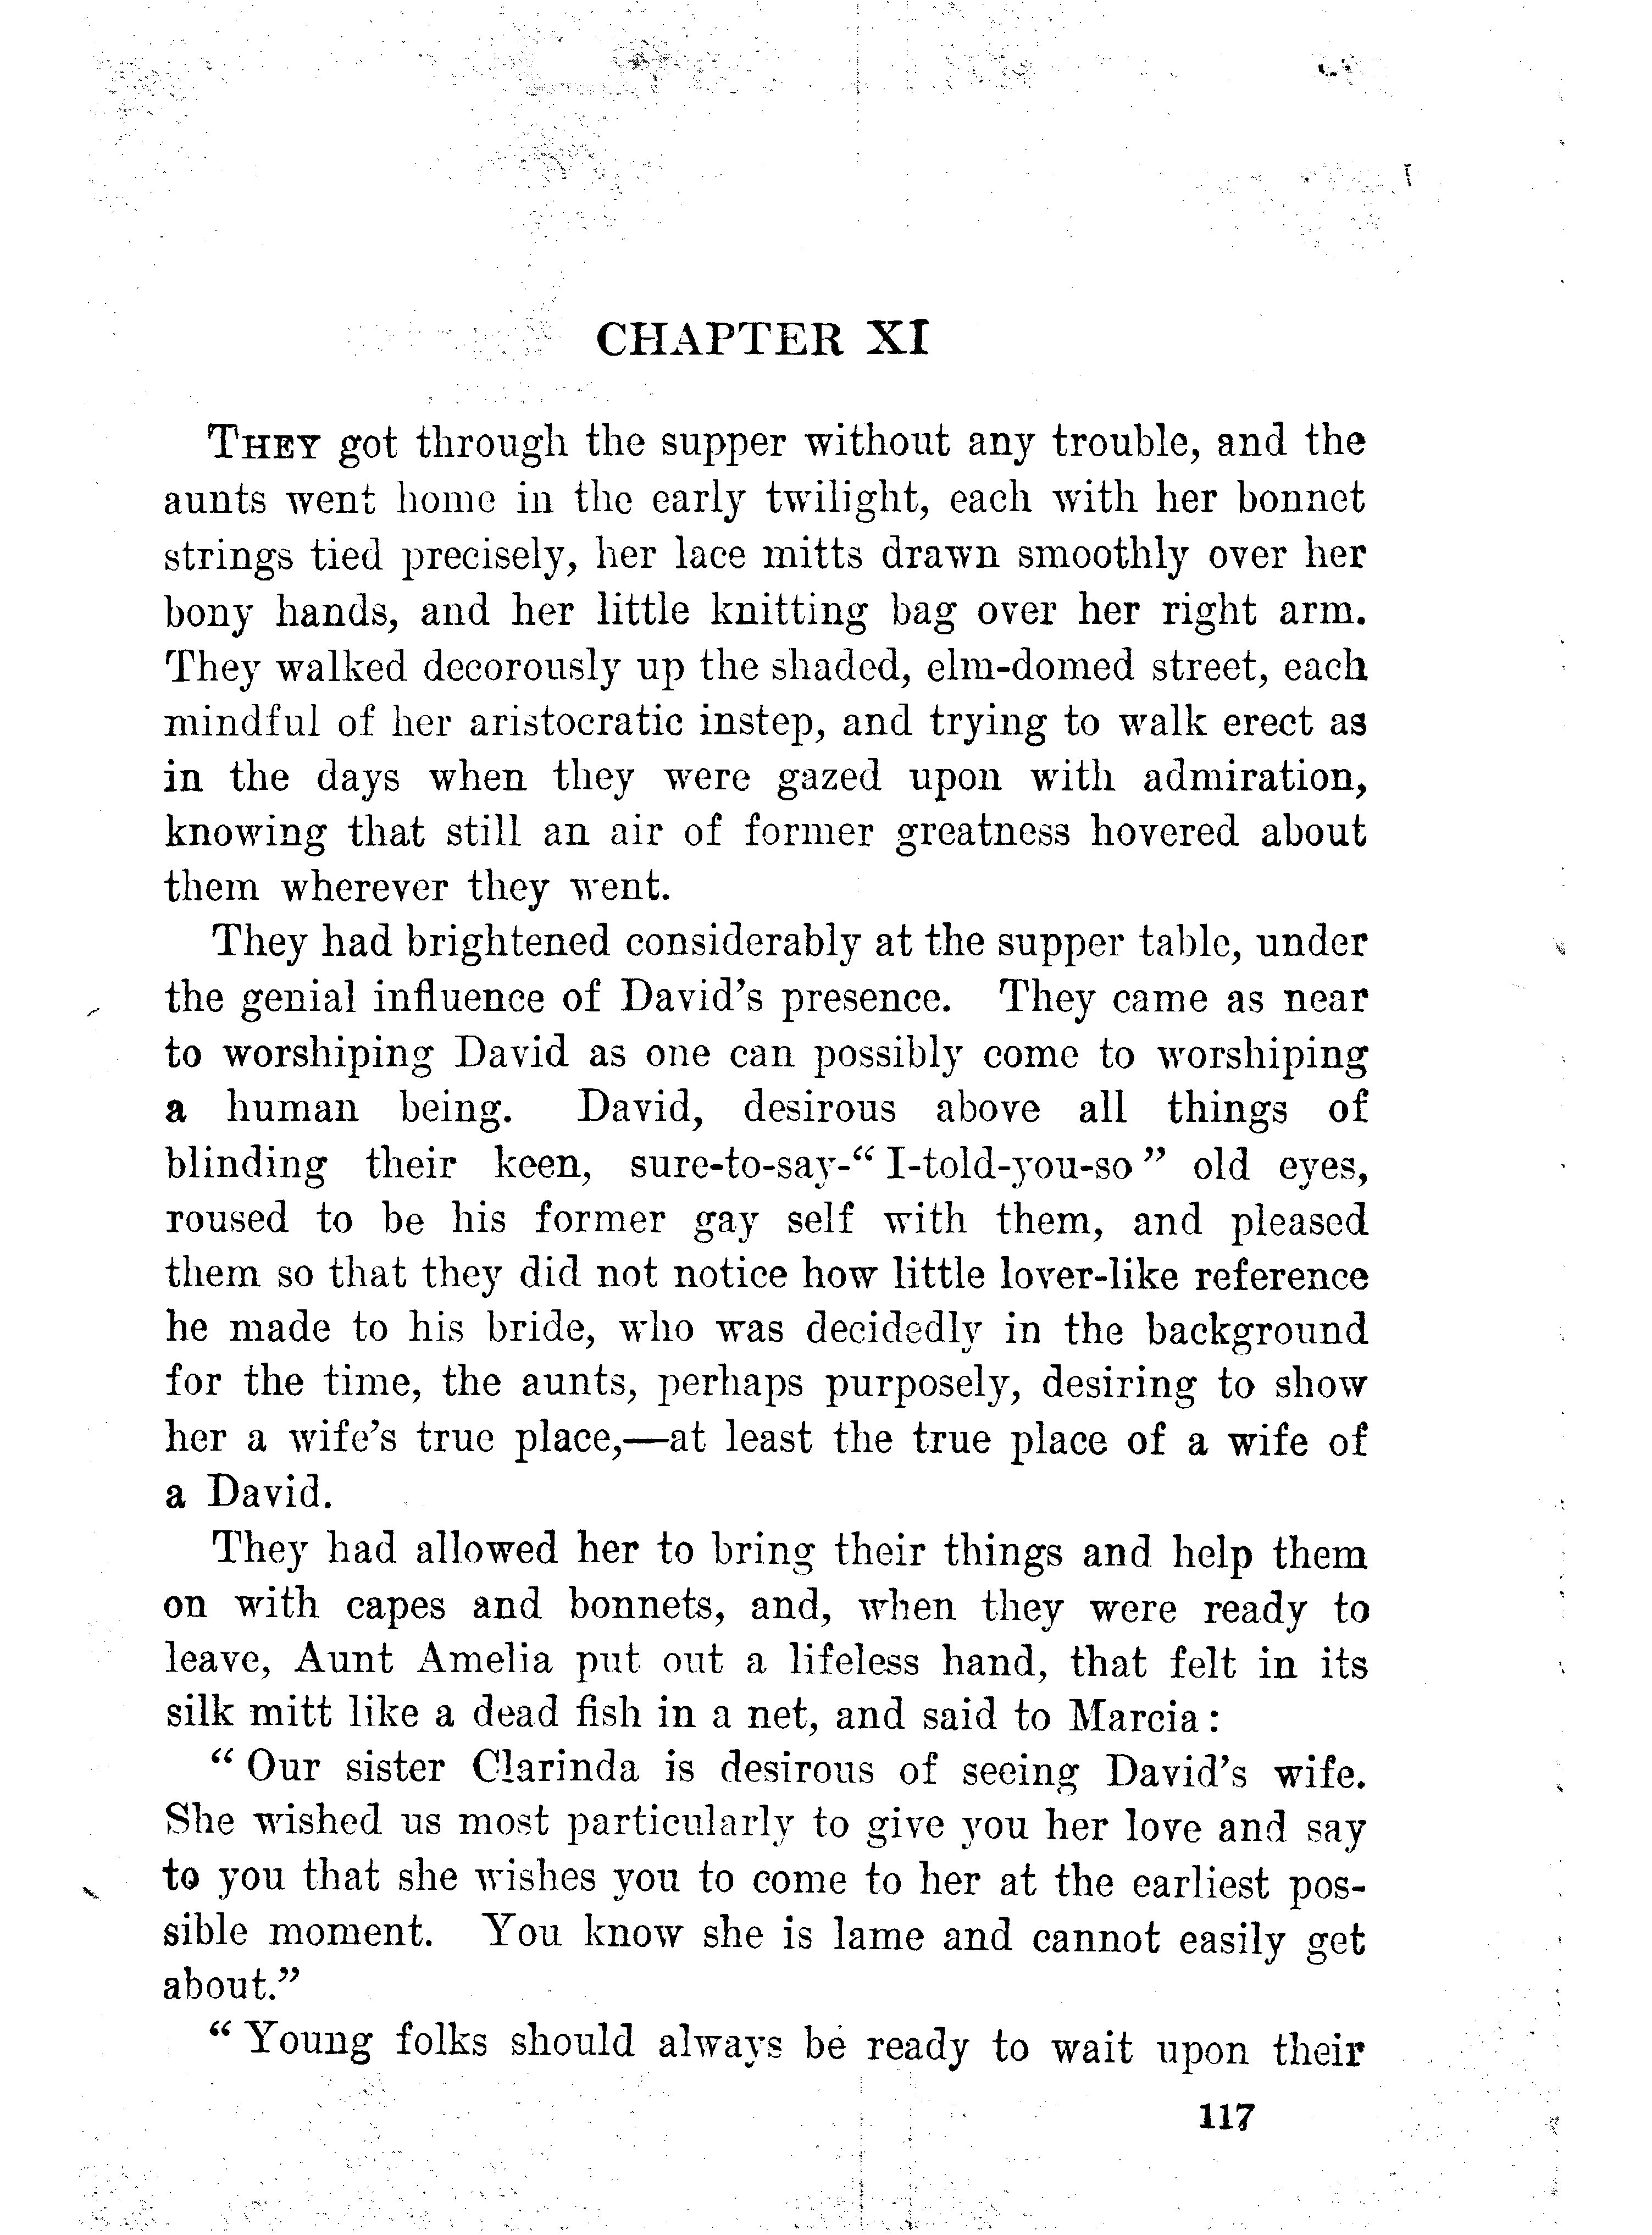 CHAPTER XI
THEY got through the supper without any trouble, and the
aunts went home in the early twilight, each with her bonnet
strings tied precisely, her lace mitts drawn smoothly over her
bony hands, and her little knitting bag over her right arm.
They walked decorously up the shaded, elm-domed street, each
mindful of her aristocratic instep, and trying to walk erect as
in the days when they were gazed upon with admiration,
knowing that still an air of former greatness hovered about
them wherever they went.
They had brightened considerably at the supper table, under
the genial influence of David's presence. They came as near
to worshiping David as one can possibly come to worshiping
a human being. David, desirous above all things of
blinding their keen, sure-to-say-“ I-told-you-so ” old eyes,
roused to be his former gay self with them, and pleased
them so that they did not notice how little lover-like reference
he made to his bride, who was decidedly in the background
for the time, the aunts, perhaps purposely, desiring to show
her a wife's true place,—at least the true place of a wife of
a David.
They had allowed her to bring their things and help them
on with capes and bonnets, and, when they were ready to
leave, Aunt Amelia put out a lifeless hand, that felt in its
silk mitt like a dead fish in a net, and said to Marcia:
“ Our sister Clarinda is desirous of seeing David's wife.
She wished us most particularly to give you her love and say
to you that she wishes you to come to her at the earliest pos-
sible moment. You know she is lame and cannot easily get
about.”
“ Young folks should always be ready to wait upon their
117